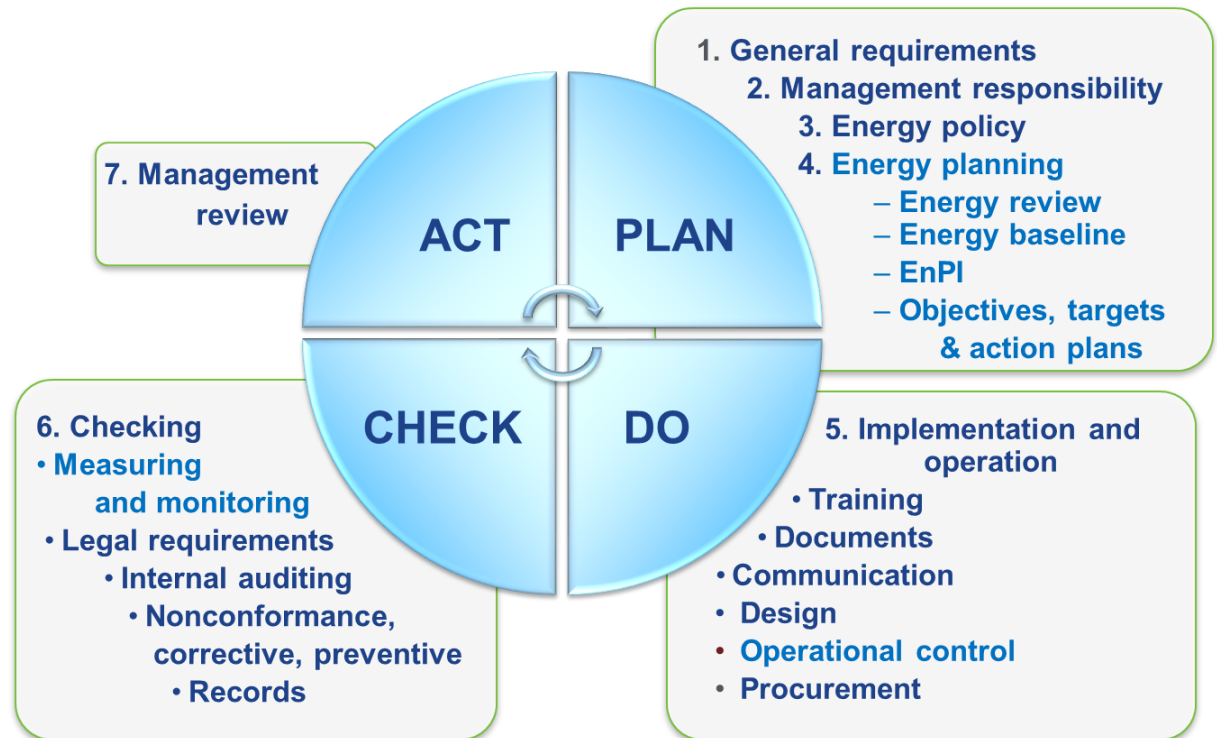 1. General requirements
2. Management responsibility
3. Energy policy
4. Energy planning
– Energy review
– Energy baseline
– EnPI
– Objectives, targets
& action plans
7. Management
review
ACT
PLAN
CHECK
DO
6. Checking
• Measuring
and monitoring
• Legal requirements
• Internal auditing
• Nonconformance,
corrective, preventive
• Records
5. Implementation and
operation
• Training
• Documents
• Communication
• Design
• Operational control
• Procurement